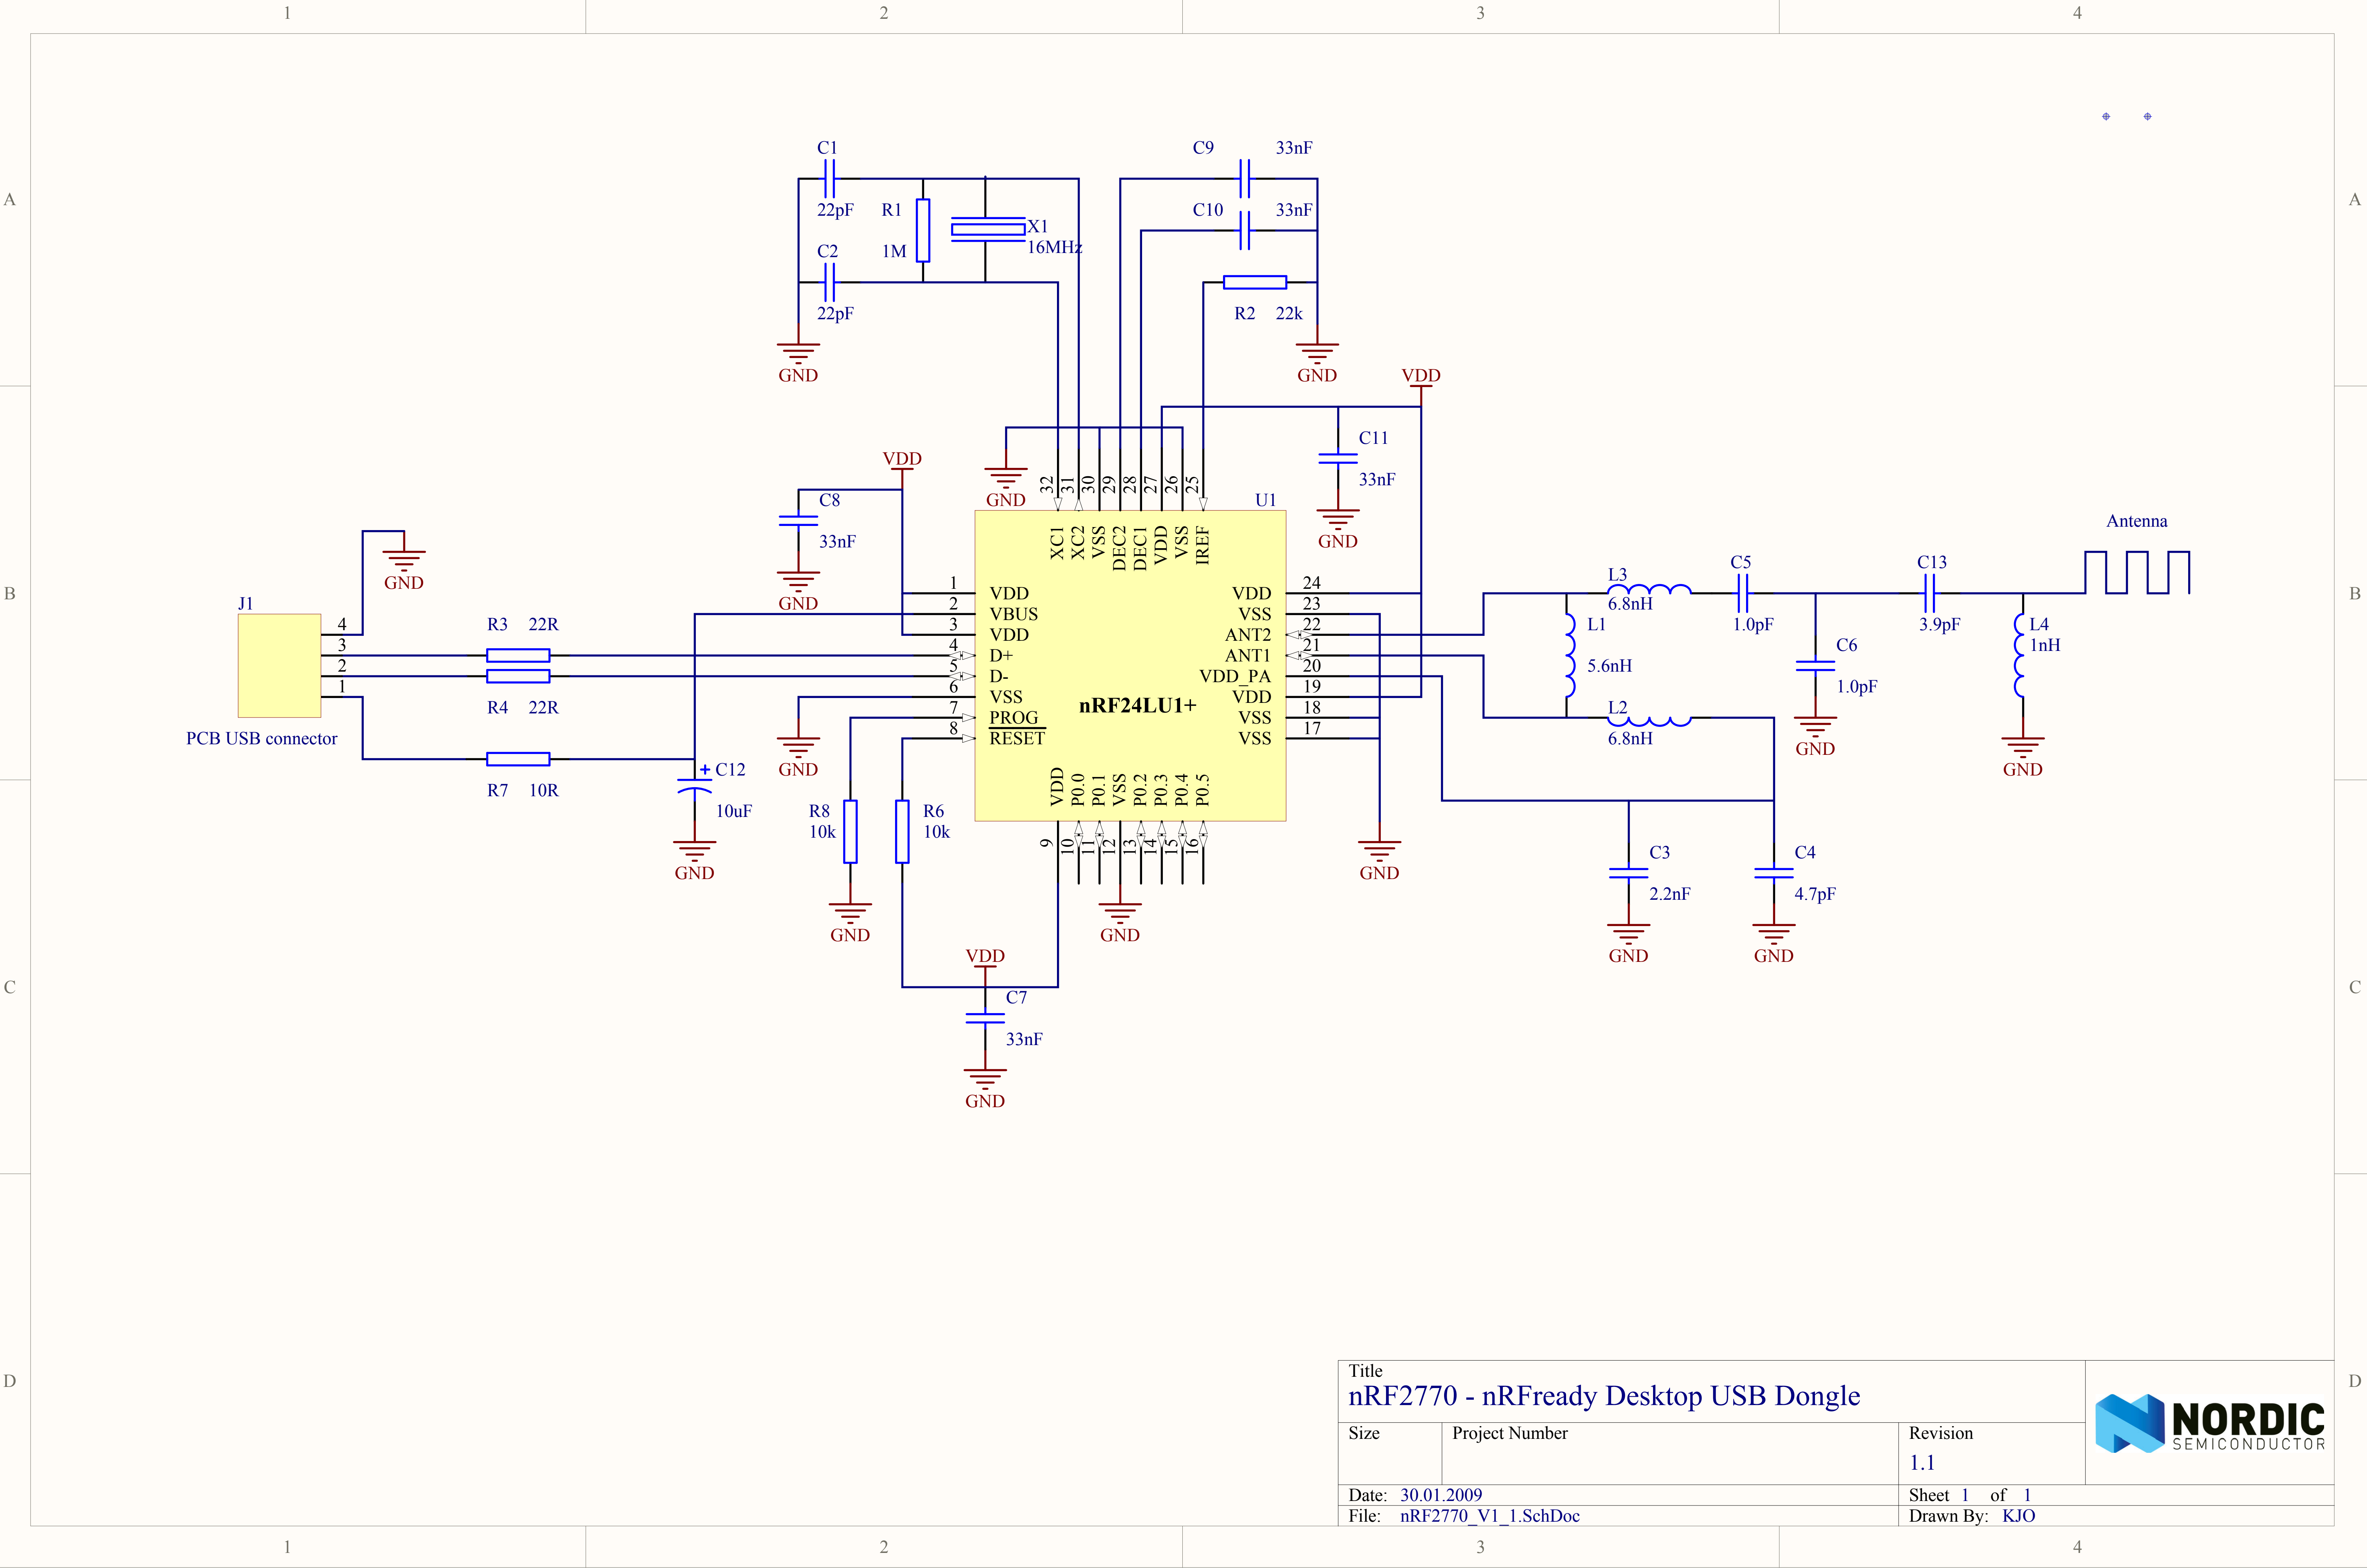 1 2 3 4
A A
C1
22pF
R1
1M
X1
16MHz
C2
22pF
GND
C9 33nF
C10 33nF
R2 22k
GND
VDD
C11
33nF
GND
VDD
C8
33nF
GND
GND
U1
32 31 30 29 28 27 26 25
XC1 XC2 VSS DEC2 DEC1 VDD VSS IREF
B B
GND
J1
4
3
2
1
PCB USB connector
R3 22R
R4 22R
R7 10R
+ C12
10uF
GND
1 VDD
2 VBUS
3 VDD
4 D+
5 D-
6 VSS
7 PROG
8 RESET
GND
nRF24LU1+
VDD 24
VSS 23
ANT2 22
ANT1 21
VDD_PA 20
VDD 19
VSS 18
VSS 17
VDD P0.0 P0.1 VSS P0.2 P0.3 P0.4 P0.5
9 10 11 12 13 14 15 16
R8
10k
GND
R6
10k
GND
GND
VDD
C7
33nF
GND
L3
6.8nH
L1
5.6nH
L2
6.8nH
C5
1.0pF
C6
1.0pF
GND
C13
3.9pF
L4
1nH
GND
Antenna
C3
2.2nF
GND
C4
4.7pF
GND
C C
D D
Title
nRF2770 - nRFready Desktop USB Dongle
Size Project Number Revision
1.1
NORDIC
SEMICONDUCTOR
Date: 30.01.2009 Sheet 1 of 1
File: nRF2770_V1_1.SchDoc Drawn By: KJO
1 2 3 4